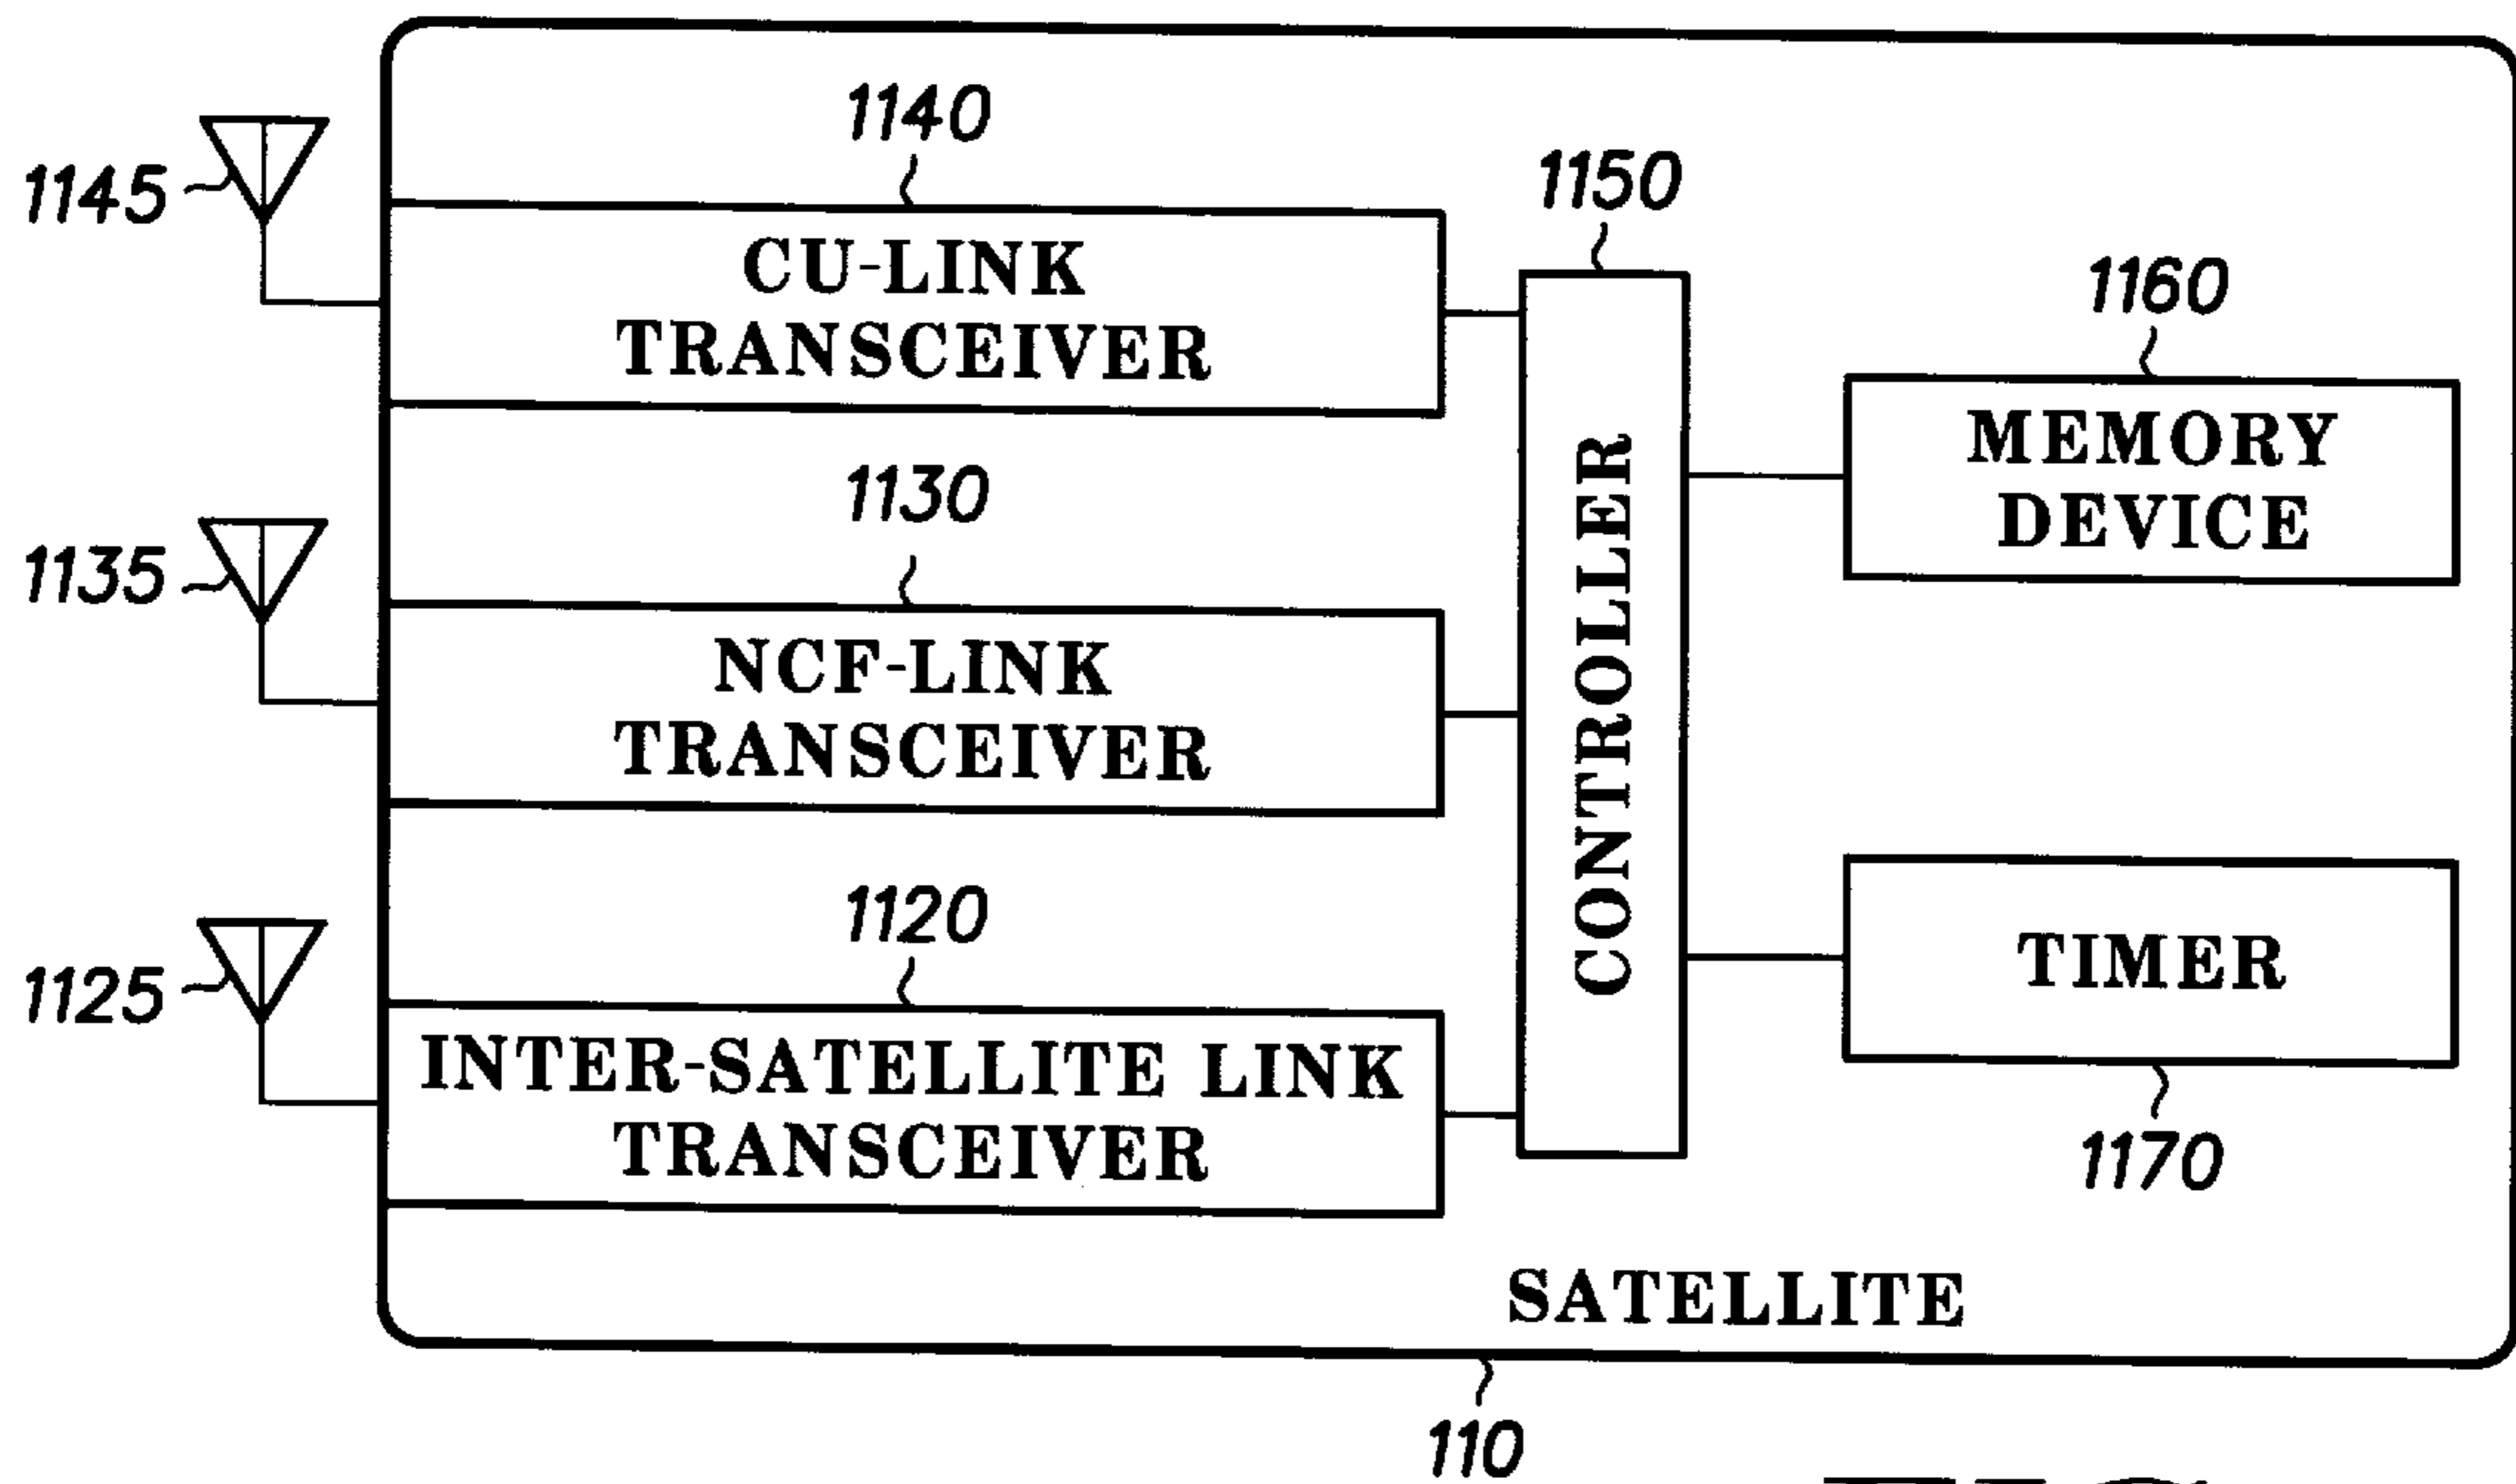 1140
1145
CU-LINK
TRANSCEIVER
1150
1160
MEMORY
DEVICE
1130
1135
NCF-LINK
TRANSCEIVER
CONTROLLER
1120
1125
INTER-SATELLITE LINK
TRANSCEIVER
TIMER
1170
SATELLITE
110